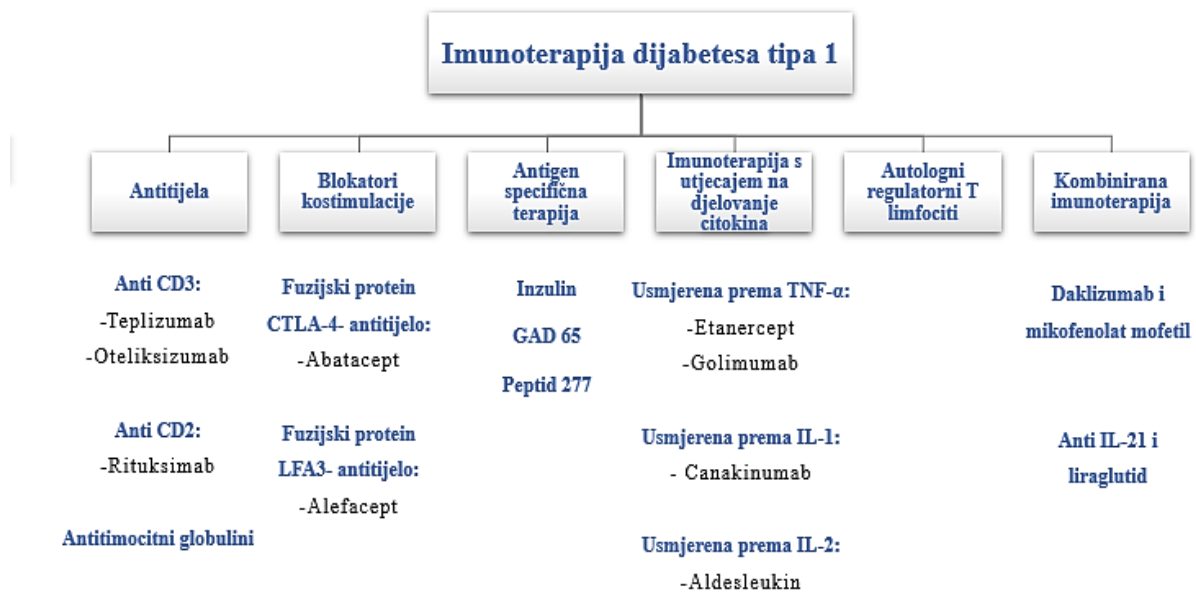 Imunoterapija dijabetesa tipa 1
Antitijela
Blokatori
kostimulacije
Antigen
specifična
terapija
Imunoterapija s
utjecajem na
djelovanje
citokina
Autologni
regulatorni T
limfociti
Kombinirana
imunoterapija
Anti CD3:
-Teplizumab
-Oteliksizumab
Anti CD2:
-Rituksimab
Antitimocitni globulini
Fuzijski protein
CTLA-4- antitijelo:
-Abatacept
Fuzijski protein
LFA3- antitijelo:
-Alefacept
Inzulin
GAD 65
Peptid 277
Usmjerena prema TNF-α:
-Etanercept
-Golimumab
Usmjerena prema IL-1:
- Canakinumab
Usmjerena prema IL-2:
-Aldesleukin
Daklizumab i
mikofenolat mofetil
Anti IL-21 i
liraglutid